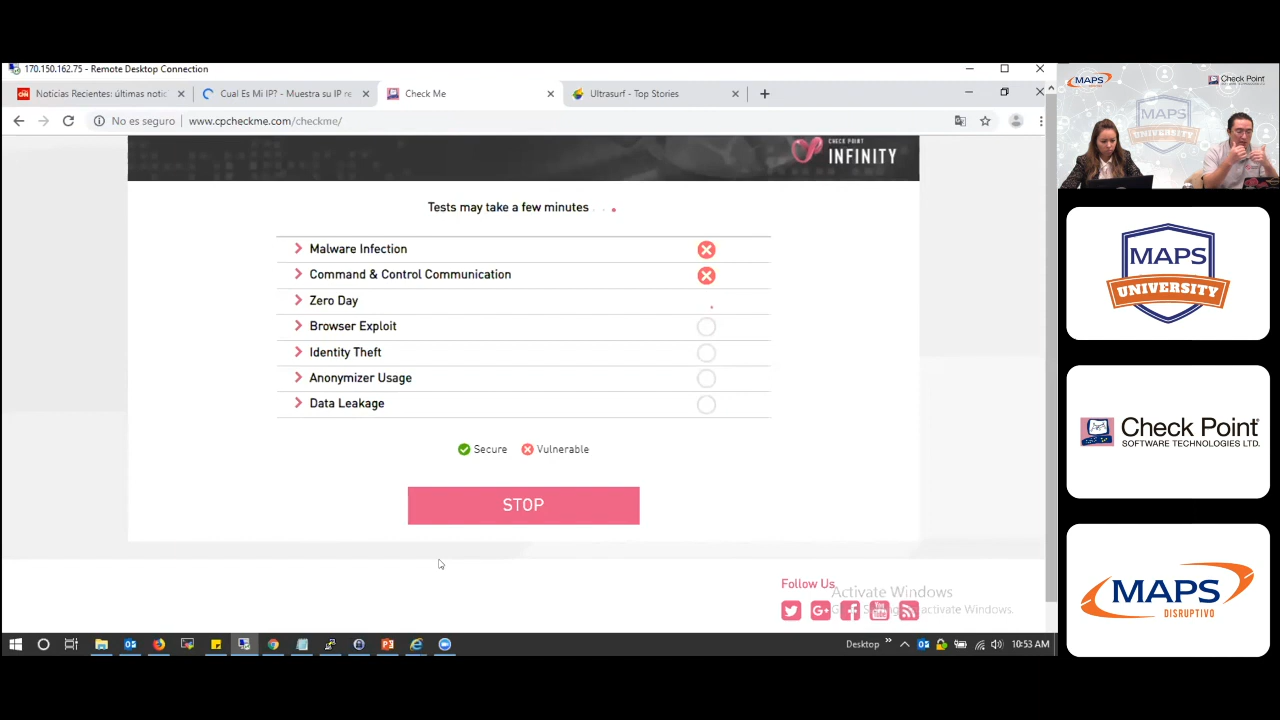 170.150.162.75 - Remote Desktop Connection
Noticias Recientes: últimas notic
Cual Es Mi IP? - Muestra su IP re
Check Me
Ultrasurf - Top Stories
No es seguro
www.cpcheckme.com/checkme/
CHECK POINT
INFINITY
Tests may take a few minutes
Malware Infection
Command & Control Communication
Zero Day
Browser Exploit
Identity Theft
Anonymizer Usage
Data Leakage
Secure
Vulnerable
STOP
Follow Us
Activate Windows
activate Windows.
Desktop
10:53 AM
MAPS
Check Point
MAPS
UNIVERSITY
MAPS
UNIVERSITY
Check Point
SOFTWARE TECHNOLOGIES LTD.
MAPS
DISRUPTIVO